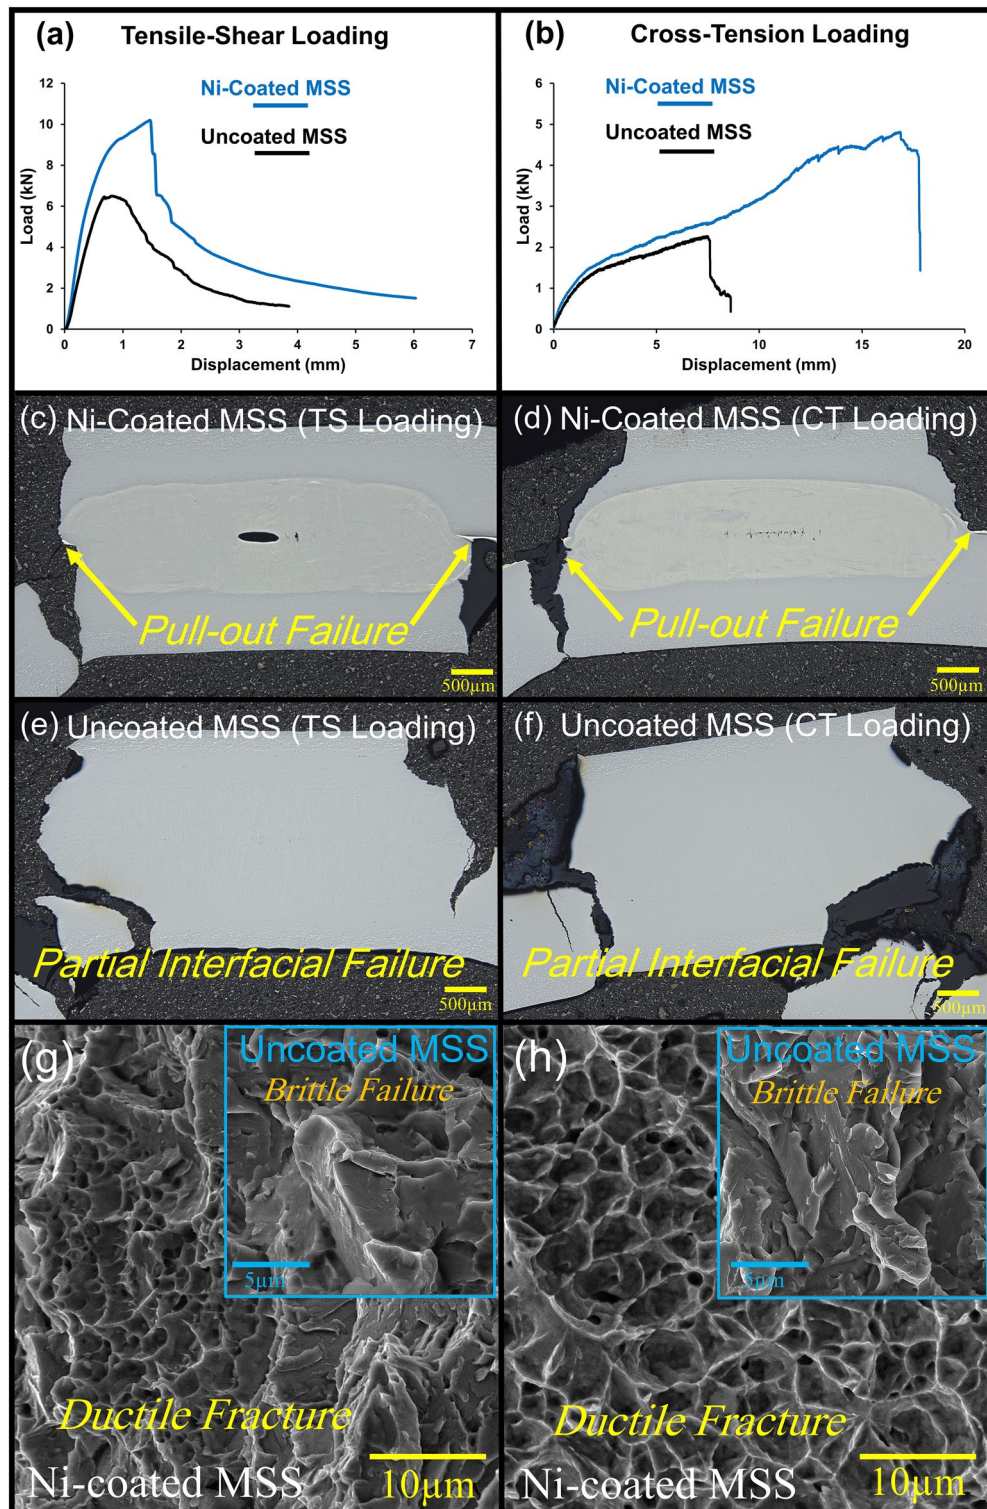 (a) Tensile-Shear Loading
Ni-Coated MSS
Uncoated MSS
Load (kN)
12
10
8
6
4
2
0
0 1 2 3 4 5 6 7
Displacement (mm)
(b) Cross-Tension Loading
Ni-Coated MSS
Uncoated MSS
Load (kN)
6
5
4
3
2
1
0
0 5 10 15 20
Displacement (mm)
(c) Ni-Coated MSS (TS Loading)
Pull-out Failure
500µm
(d) Ni-Coated MSS (CT Loading)
Pull-out Failure
500µm
(e) Uncoated MSS (TS Loading)
Partial Interfacial Failure
500µm
(f) Uncoated MSS (CT Loading)
Partial Interfacial Failure
500µm
(g)
Uncoated MSS
Brittle Failure
5µm
Ductile Fracture
Ni-coated MSS
10µm
(h)
Uncoated MSS
Brittle Failure
5µm
Ductile Fracture
Ni-coated MSS
10µm